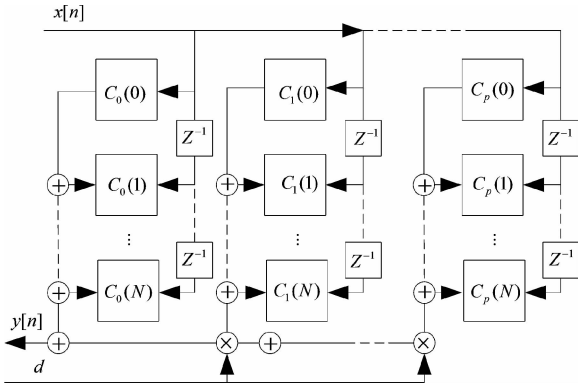 x[n]
C₀(0) C₁(0) Cₚ(0)
Z⁻¹ Z⁻¹ Z⁻¹
C₀(1) C₁(1) Cₚ(1)
⋮ ⋮ ⋮
Z⁻¹ Z⁻¹ Z⁻¹
C₀(N) C₁(N) Cₚ(N)
y[n]
d